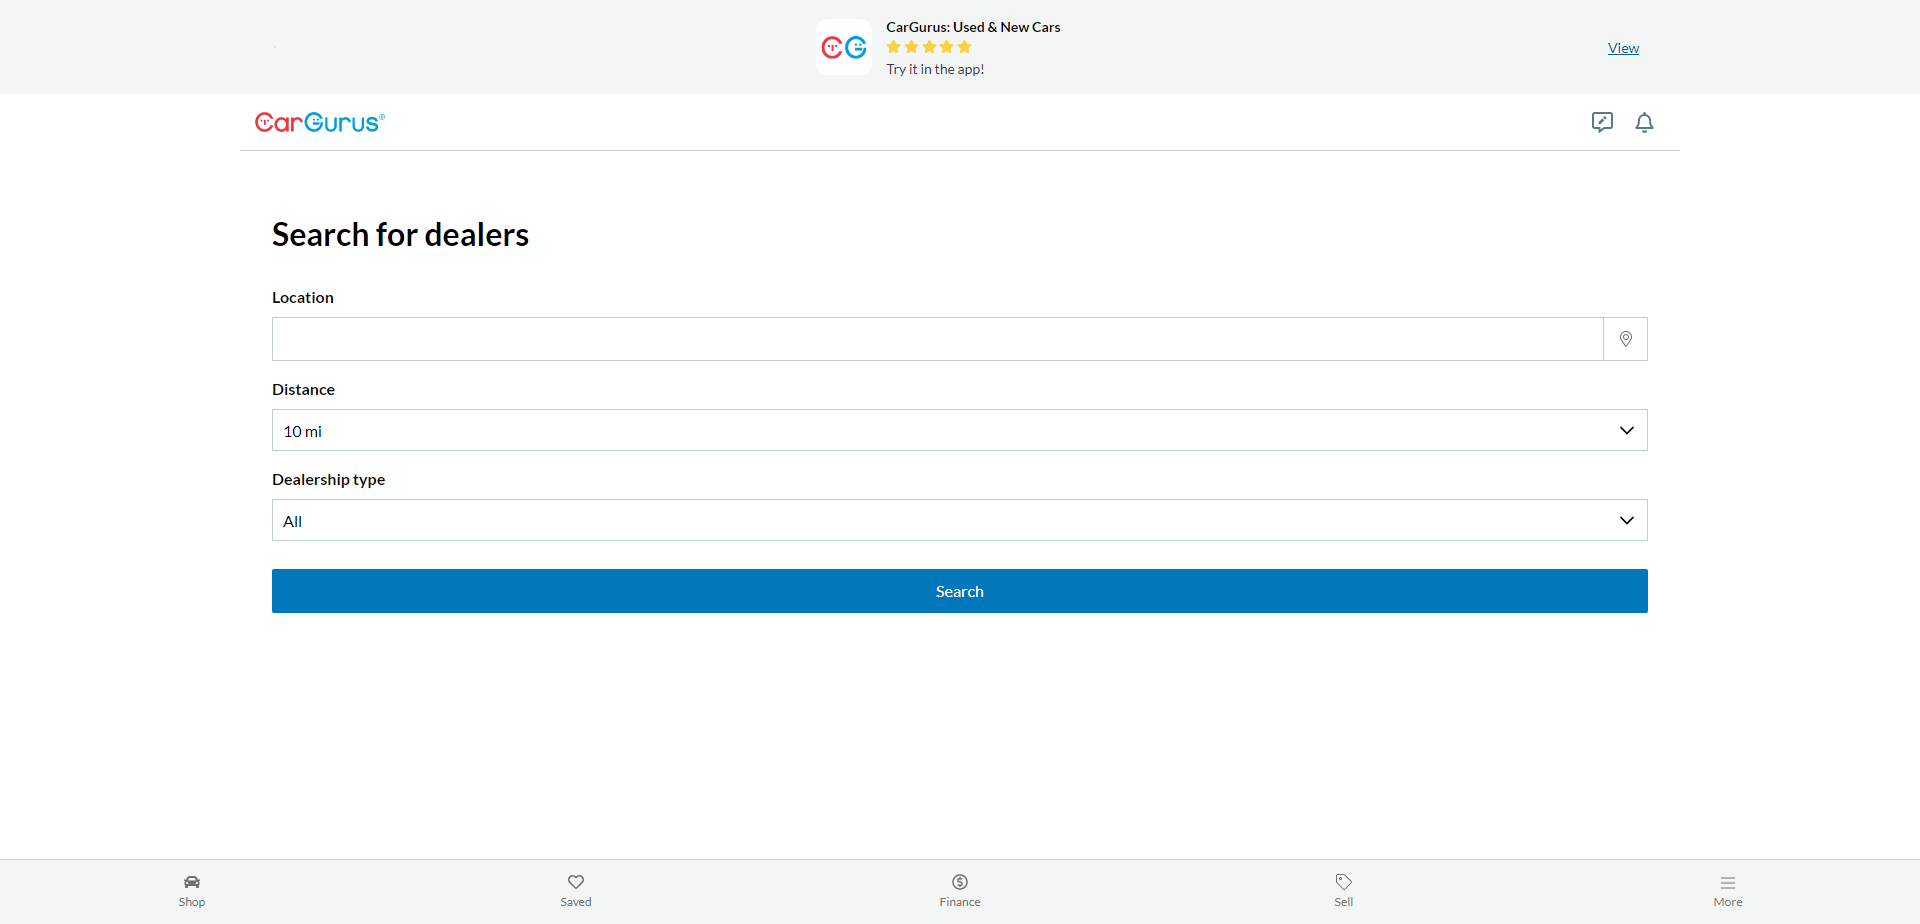 CarGurus: Used & New Cars
Try it in the app!
View
CarGurus®
Search for dealers
Location
Distance
10 mi
Dealership type
All
Search
Shop
Saved
Finance
Sell
More